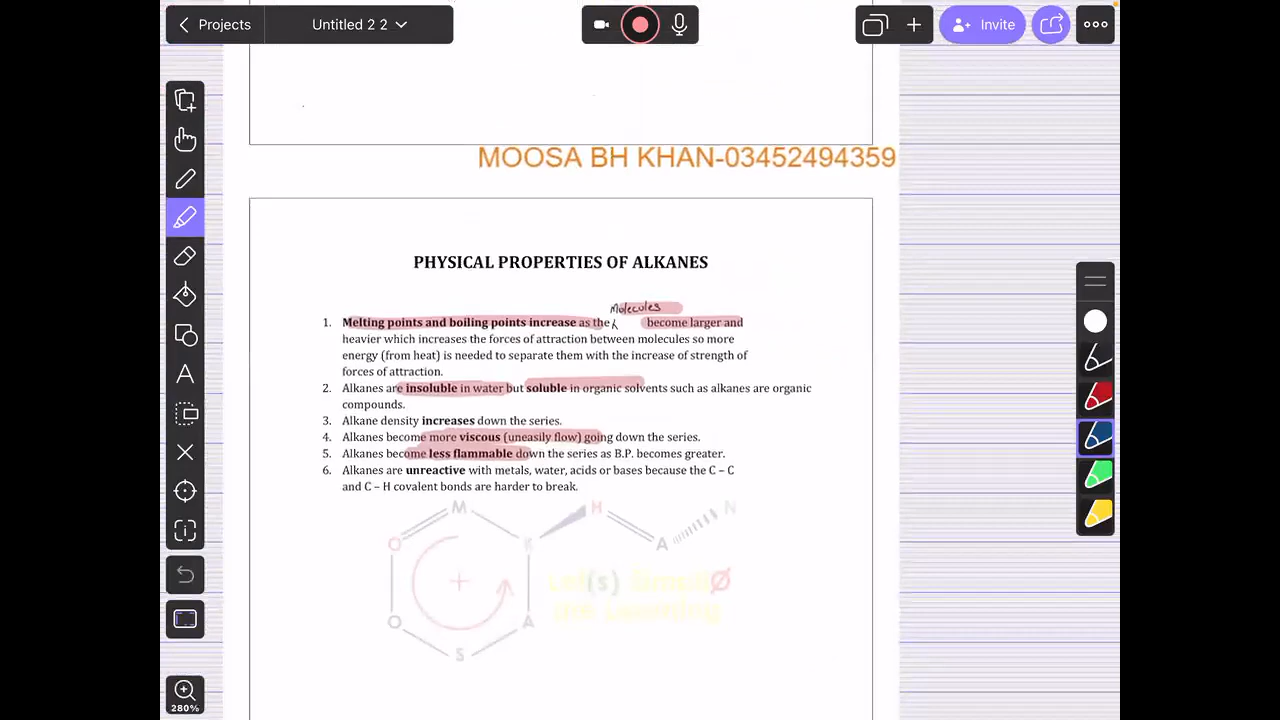 Projects
Untitled 2 2
Invite
MOOSA BH KHAN-03452494359
PHYSICAL PROPERTIES OF ALKANES
Molecules
1. Melting points and boiling points increase as the become larger and
heavier which increases the forces of attraction between molecules so more
energy (from heat) is needed to separate them with the increase of strength of
forces of attraction.
2. Alkanes are insoluble in water but soluble in organic solvents such as alkanes are organic
compounds.
3. Alkane density increases down the series.
4. Alkanes become more viscous (uneasily flow) going down the series.
5. Alkanes become less flammable down the series as B.P. becomes greater.
6. Alkanes are unreactive with metals, water, acids or bases because the C – C
and C – H covalent bonds are harder to break.
M H N
O K A
O A
S
280%